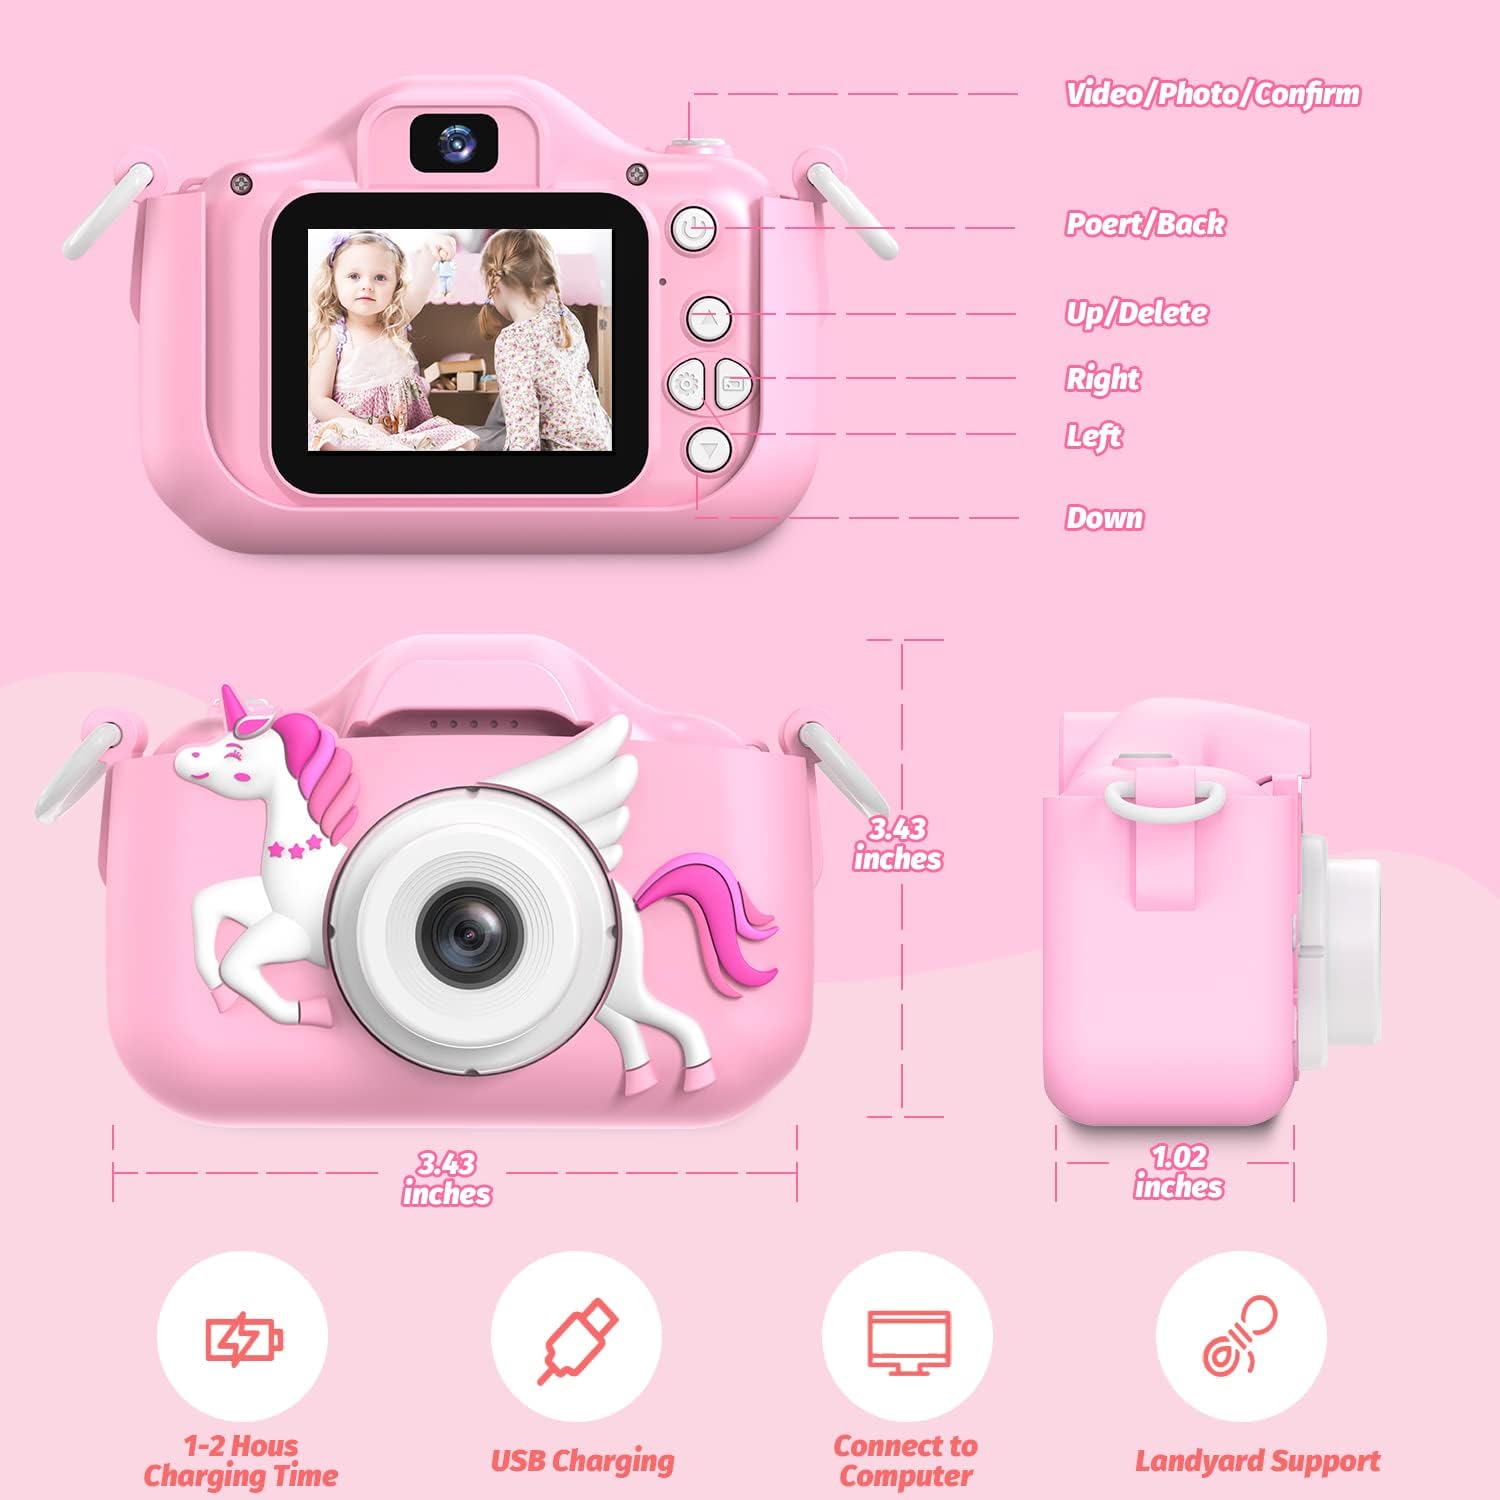 Video/Photo/Confirm
Poert/Back
Up/Delete
Right
Left
Down
3.43
inches
3.43
inches
1.02
inches
1-2 Hous
Charging Time
USB Charging
Connect to
Computer
Landyard Support